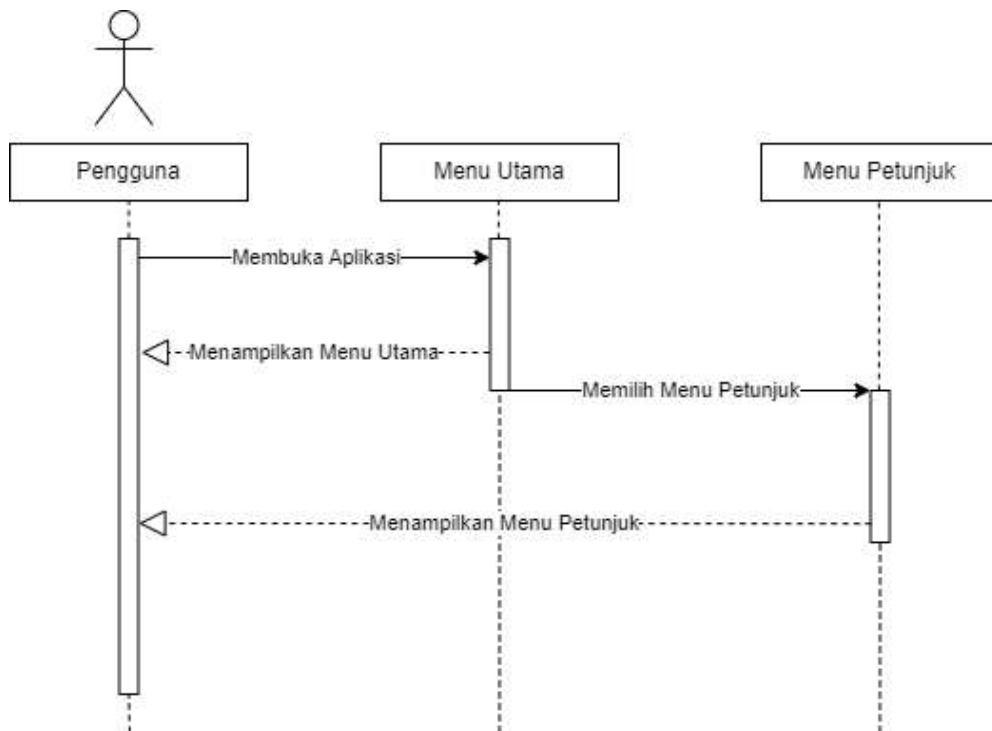 Pengguna
Menu Utama
Menu Petunjuk
Membuka Aplikasi
Menampilkan Menu Utama
Memilih Menu Petunjuk
Menampilkan Menu Petunjuk